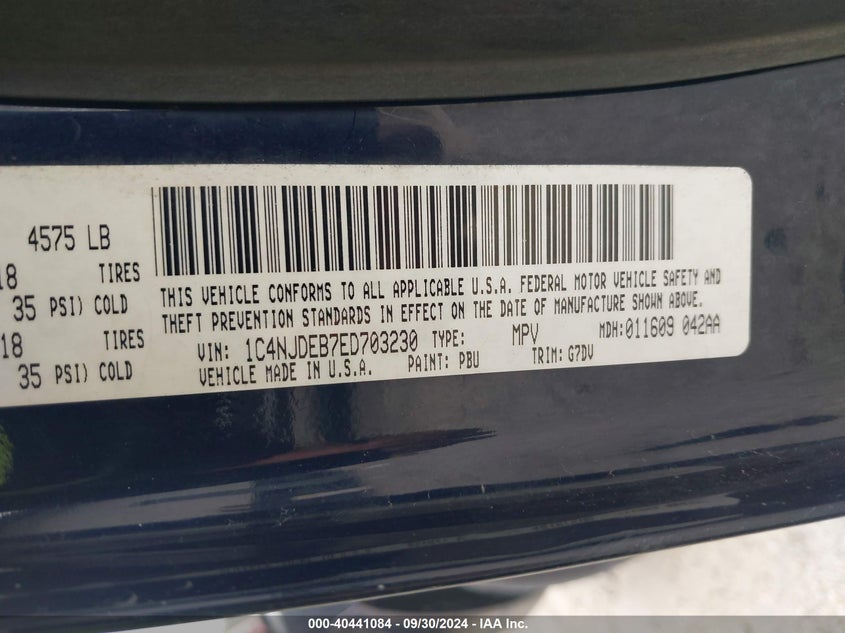 4575 LB
18 TIRES
35 PSI) COLD
18 TIRES
35 PSI) COLD
THIS VEHICLE CONFORMS TO ALL APPLICABLE U.S.A. FEDERAL MOTOR VEHICLE SAFETY AND
THEFT PREVENTION STANDARDS IN EFFECT ON THE DATE OF MANUFACTURE SHOWN ABOVE.
VIN: 1C4NJDEB7ED703230 TYPE: MPV MDH:011609 042AA
VEHICLE MADE IN U.S.A. PAINT: PBU TRIM: G7DV
000-40441084 - 09/30/2024 - IAA Inc.